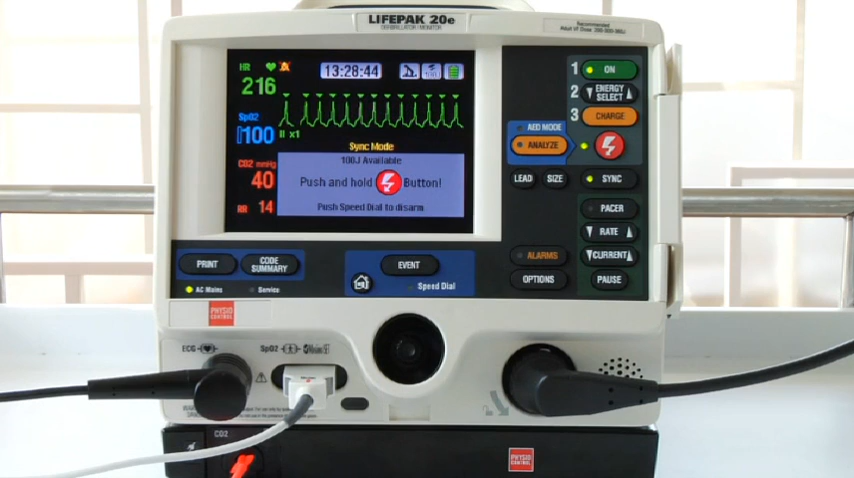 LIFEPAK 20e
DEFIBRILLATOR / MONITOR
Recommended
HR
13:28:44
216
SpO2
100
II x1
Sync Mode
CO2 mmHg
40
RR 14
100J Available
Push and hold Button!
Push Speed Dial to disarm.
1 ON
2 ENERGY SELECT
3 CHARGE
AED MODE
ANALYZE
LEAD SIZE SYNC
PACER
RATE
ALARMS
CURRENT
OPTIONS PAUSE
PRINT
CODE SUMMARY
EVENT
AC Mains Service
Speed Dial
PHYSIO CONTROL
ECG SpO2
CO2
PHYSIO CONTROL